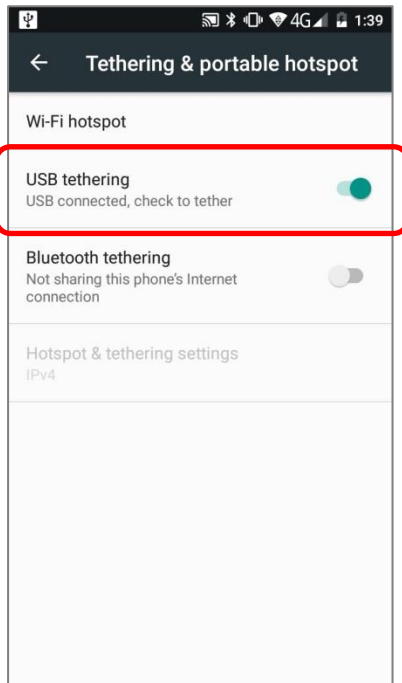 4G 1:39
Tethering & portable hotspot
Wi-Fi hotspot
USB tethering
USB connected, check to tether
Bluetooth tethering
Not sharing this phone's Internet
connection
Hotspot & tethering settings
IPv4